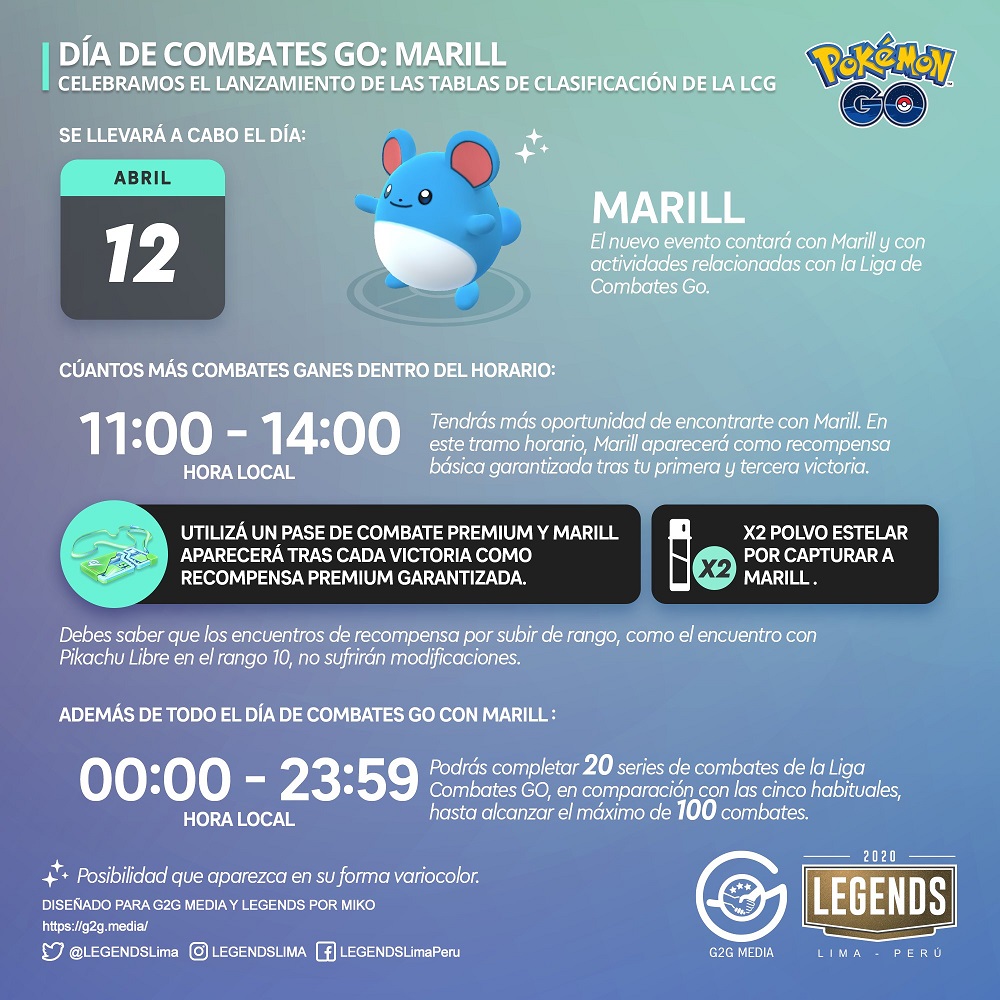 DÍA DE COMBATES GO: MARILL
CELEBRAMOS EL LANZAMIENTO DE LAS TABLAS DE CLASIFICACIÓN DE LA LCG
POKéMON
GO
SE LLEVARÁ A CABO EL DÍA:
ABRIL
12
MARILL
El nuevo evento contará con Marill y con
actividades relacionadas con la Liga de
Combates Go.
CÚANTOS MÁS COMBATES GANES DENTRO DEL HORARIO:
11:00 - 14:00
HORA LOCAL
Tendrás más oportunidad de encontrarte con Marill. En
este tramo horario, Marill aparecerá como recompensa
básica garantizada tras tu primera y tercera victoria.
UTILIZÁ UN PASE DE COMBATE PREMIUM Y MARILL
APARECERÁ TRAS CADA VICTORIA COMO
RECOMPENSA PREMIUM GARANTIZADA.
X2
X2 POLVO ESTELAR
POR CAPTURAR A
MARILL .
Debes saber que los encuentros de recompensa por subir de rango, como el encuentro con
Pikachu Libre en el rango 10, no sufrirán modificaciones.
ADEMÁS DE TODO EL DÍA DE COMBATES GO CON MARILL :
00:00 - 23:59
HORA LOCAL
Podrás completar 20 series de combates de la Liga
Combates GO, en comparación con las cinco habituales,
hasta alcanzar el máximo de 100 combates.
Posibilidad que aparezca en su forma variocolor.
DISEÑADO PARA G2G MEDIA Y LEGENDS POR MIKO
https://g2g.media/
@LEGENDSLima LEGENDSLIMA LEGENDSLimaPeru
G2G MEDIA
2020
LEGENDS
LIMA - PERÚ